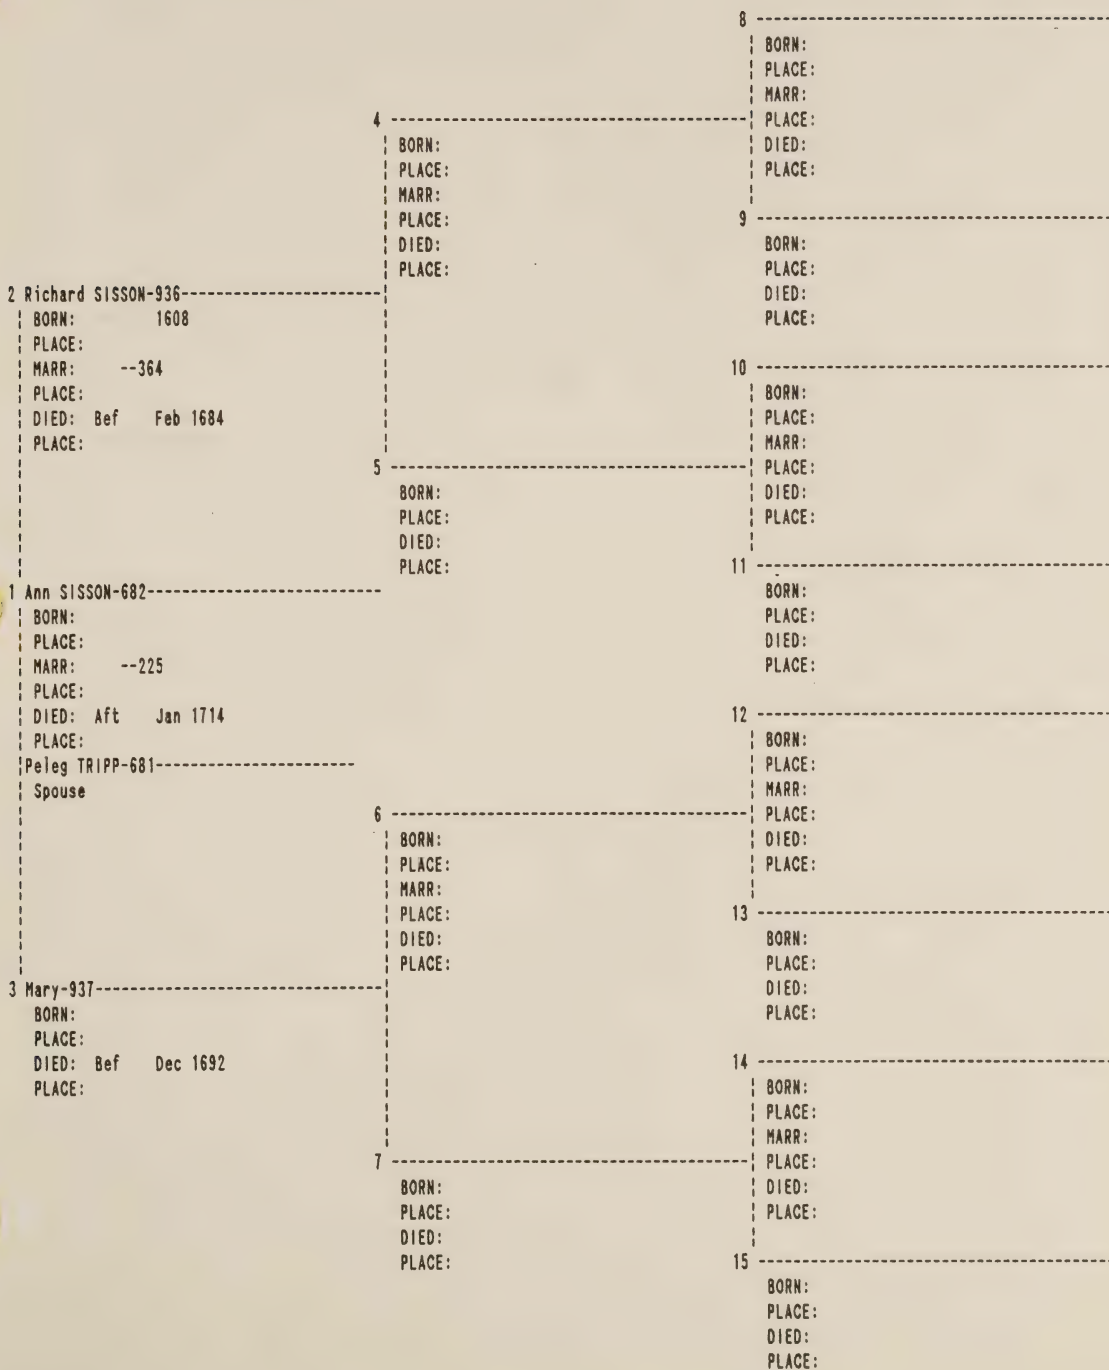 2 Richard SISSON-936
BORN: 1608
PLACE:
MARR: --364
PLACE:
DIED: Bef Feb 1684
PLACE:
1 Ann SISSON-682
BORN:
PLACE:
MARR: --225
PLACE:
DIED: Aft Jan 1714
PLACE:
Peleg TRIPP-681
Spouse
3 Mary-937
BORN:
PLACE:
DIED: Bef Dec 1692
PLACE:
4
BORN:
PLACE:
MARR:
PLACE:
DIED:
PLACE:
5
BORN:
PLACE:
DIED:
PLACE:
6
BORN:
PLACE:
MARR:
PLACE:
DIED:
PLACE:
7
BORN:
PLACE:
DIED:
PLACE:
8
BORN:
PLACE:
MARR:
PLACE:
DIED:
PLACE:
9
BORN:
PLACE:
DIED:
PLACE:
10
BORN:
PLACE:
MARR:
PLACE:
DIED:
PLACE:
11
BORN:
PLACE:
DIED:
PLACE:
12
BORN:
PLACE:
MARR:
PLACE:
DIED:
PLACE:
13
BORN:
PLACE:
DIED:
PLACE:
14
BORN:
PLACE:
MARR:
PLACE:
DIED:
PLACE:
15
BORN:
PLACE:
DIED:
PLACE: